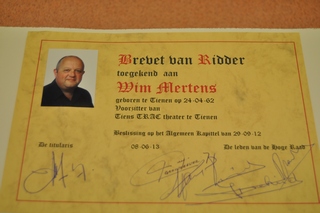 Brevet van Ridder
toegekend aan
Wim Mertens
geboren te Tienen op 24-04-62
Voorzitter van
Tiens TRAC theater te Tienen
Beslissing op het Algemeen Kapittel van 29-09-12
De titularis 08-06-13 De leden van de Hoge Raad